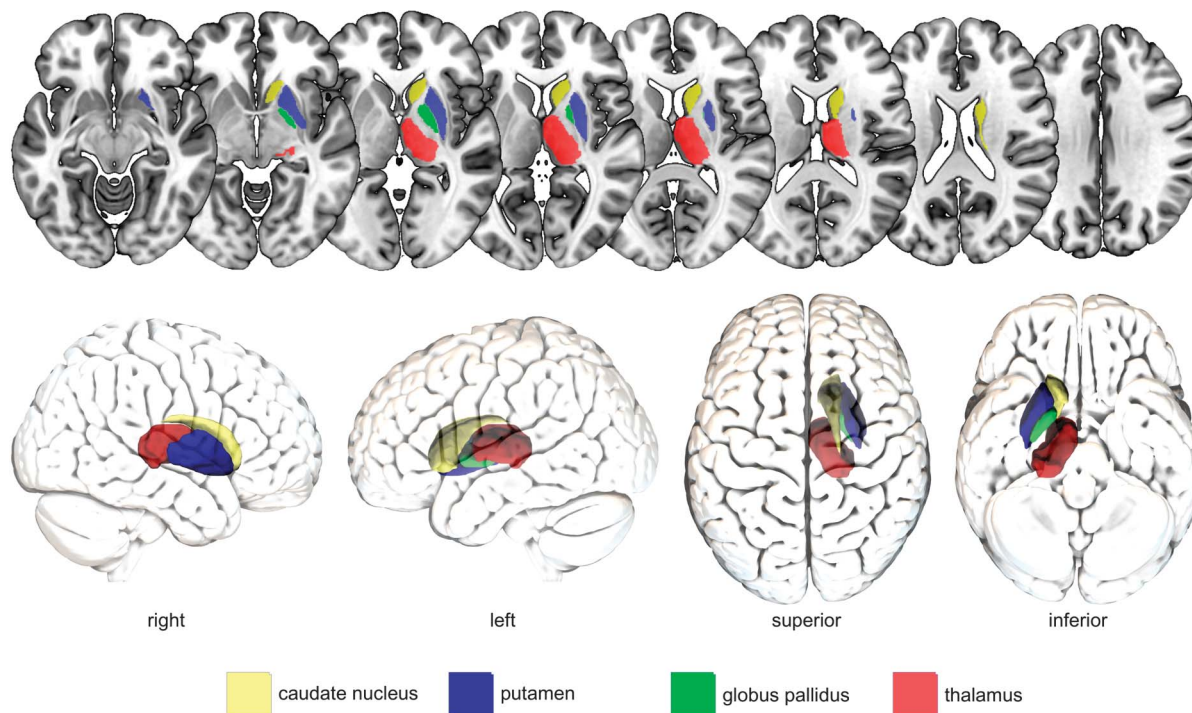 right left superior inferior
caudate nucleus putamen globus pallidus thalamus